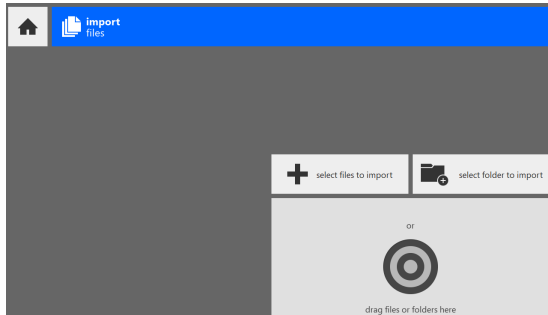 import
files
select files to import
select folder to import
or
drag files or folders here